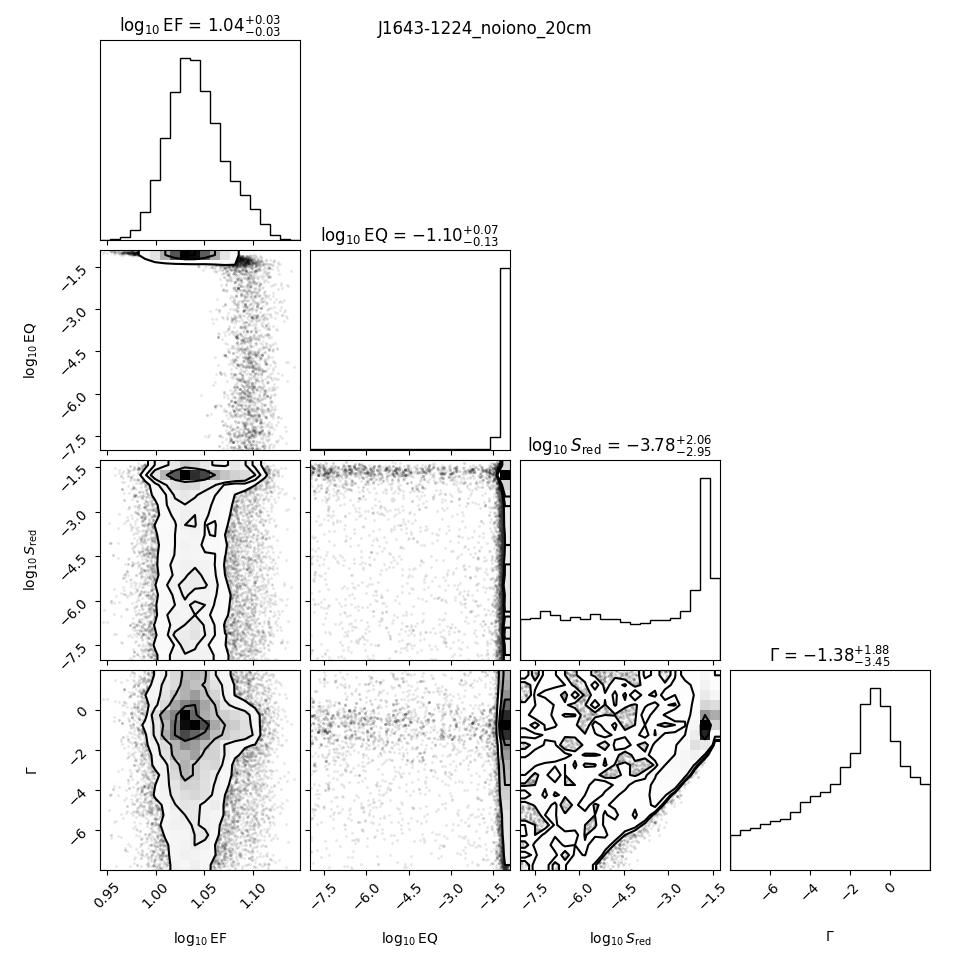 J1643-1224_noiono_20cm
log₁₀ EF = 1.04+0.03 −0.03
log₁₀ EQ = −1.10+0.07 −0.13
log₁₀ EQ
−1.5
−3.0
−4.5
−6.0
−7.5
log₁₀ Sred = −3.78+2.06 −2.95
log₁₀ Sred
−1.5
−3.0
−4.5
−6.0
−7.5
Γ = −1.38+1.88 −3.45
Γ
0
−2
−4
−6
0.95 1.00 1.05 1.10
−7.5 −6.0 −4.5 −3.0 −1.5
−7.5 −6.0 −4.5 −3.0 −1.5
−6 −4 −2 0
log₁₀ EF
log₁₀ EQ
log₁₀ Sred
Γ